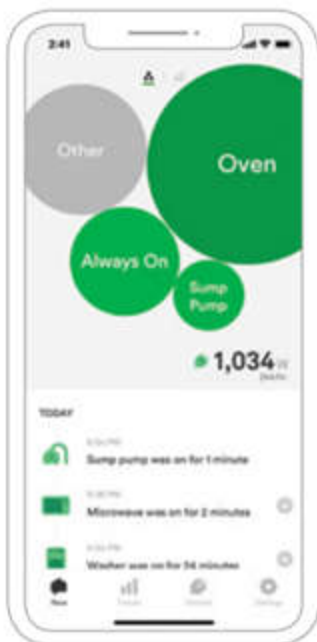 2:41
Other
Oven
Always On
Sump
Pump
1,034 W
TODAY
Sump pump was on for 1 minute
Microwave was on for 2 minutes
Washer was on for 56 minutes
Now